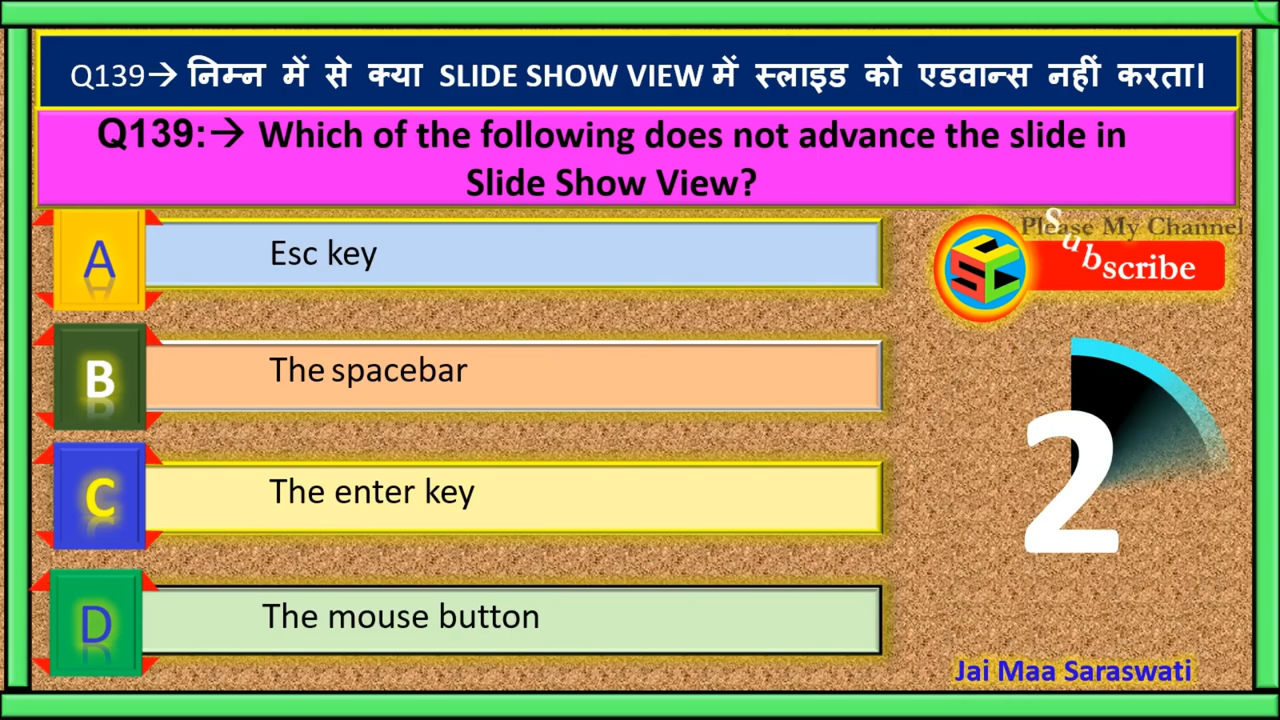 Q139→ निम्न में से क्या SLIDE SHOW VIEW में स्लाइड को एडवान्स नहीं करता।
Q139:→ Which of the following does not advance the slide in
Slide Show View?
A Esc key
Please My Channel
Subscribe
SCC
B The spacebar
C The enter key
2
D The mouse button
Jai Maa Saraswati